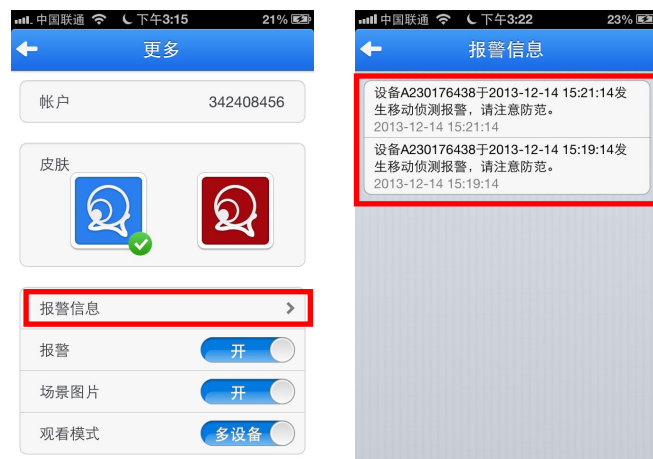 中国联通 下午3:15 21%
更多
帐户 342408456
皮肤
报警信息
报警 开
场景图片 开
观看模式 多设备
中国联通 下午3:22 23%
报警信息
设备A230176438于2013-12-14 15:21:14发
生移动侦测报警，请注意防范。
2013-12-14 15:21:14
设备A230176438于2013-12-14 15:19:14发
生移动侦测报警，请注意防范。
2013-12-14 15:19:14